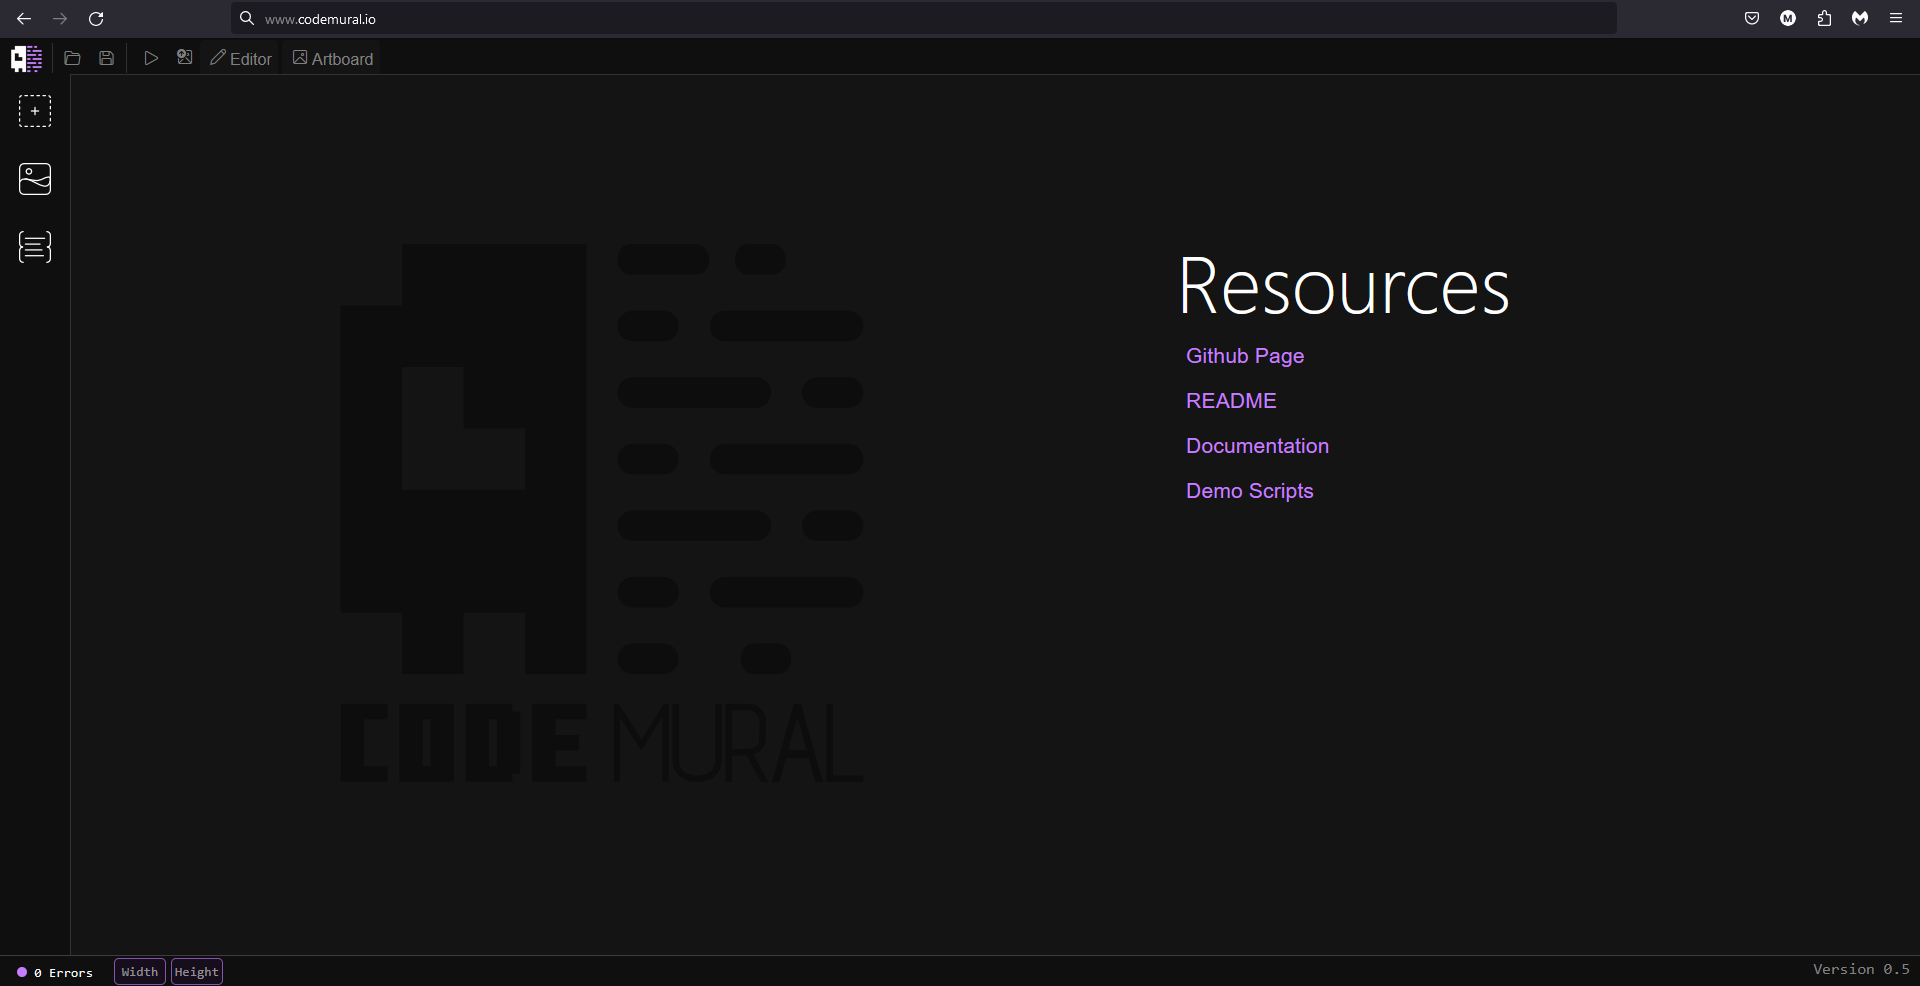 www.codemural.io
Editor
Artboard
Resources
Github Page
README
Documentation
Demo Scripts
CODE MURAL
0 Errors
Width
Height
Version 0.5